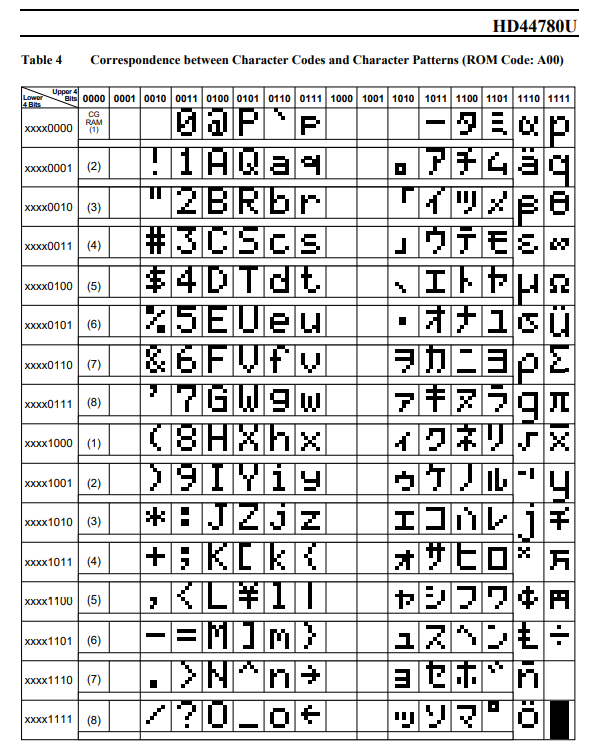 HD44780U
Table 4 Correspondence between Character Codes and Character Patterns (ROM Code: A00)
Lower 4 Bits Upper 4 Bits 0000 0001 0010 0011 0100 0101 0110 0111 1000 1001 1010 1011 1100 1101 1110 1111
xxxx0000 CG RAM (1) 0 @ P ` p ー タ ミ α p
xxxx0001 (2) ! 1 A Q a q 。 ア チ ム ä q
xxxx0010 (3) " 2 B R b r 「 イ ツ メ β θ
xxxx0011 (4) # 3 C S c s 」 ウ テ モ ε ∞
xxxx0100 (5) $ 4 D T d t 、 エ ト ヤ μ Ω
xxxx0101 (6) % 5 E U e u ・ オ ナ ユ σ ü
xxxx0110 (7) & 6 F V f v ヲ カ ニ ヨ ρ Σ
xxxx0111 (8) ' 7 G W g w ァ キ ヌ ラ g π
xxxx1000 (1) ( 8 H X h x ィ ク ネ リ √ x̄
xxxx1001 (2) ) 9 I Y i y ゥ ケ ノ ル ⁻¹ y
xxxx1010 (3) * : J Z j z ェ コ ハ レ j 千
xxxx1011 (4) + ; K [ k { ォ サ ヒ ロ ˣ 万
xxxx1100 (5) , < L ¥ l | ャ シ フ ワ ¢ 円
xxxx1101 (6) - = M ] m } ュ ス ヘ ン £ ÷
xxxx1110 (7) . > N ^ n → ョ セ ホ ゛ ñ
xxxx1111 (8) / ? O _ o ← ッ ソ マ ゜ ö █